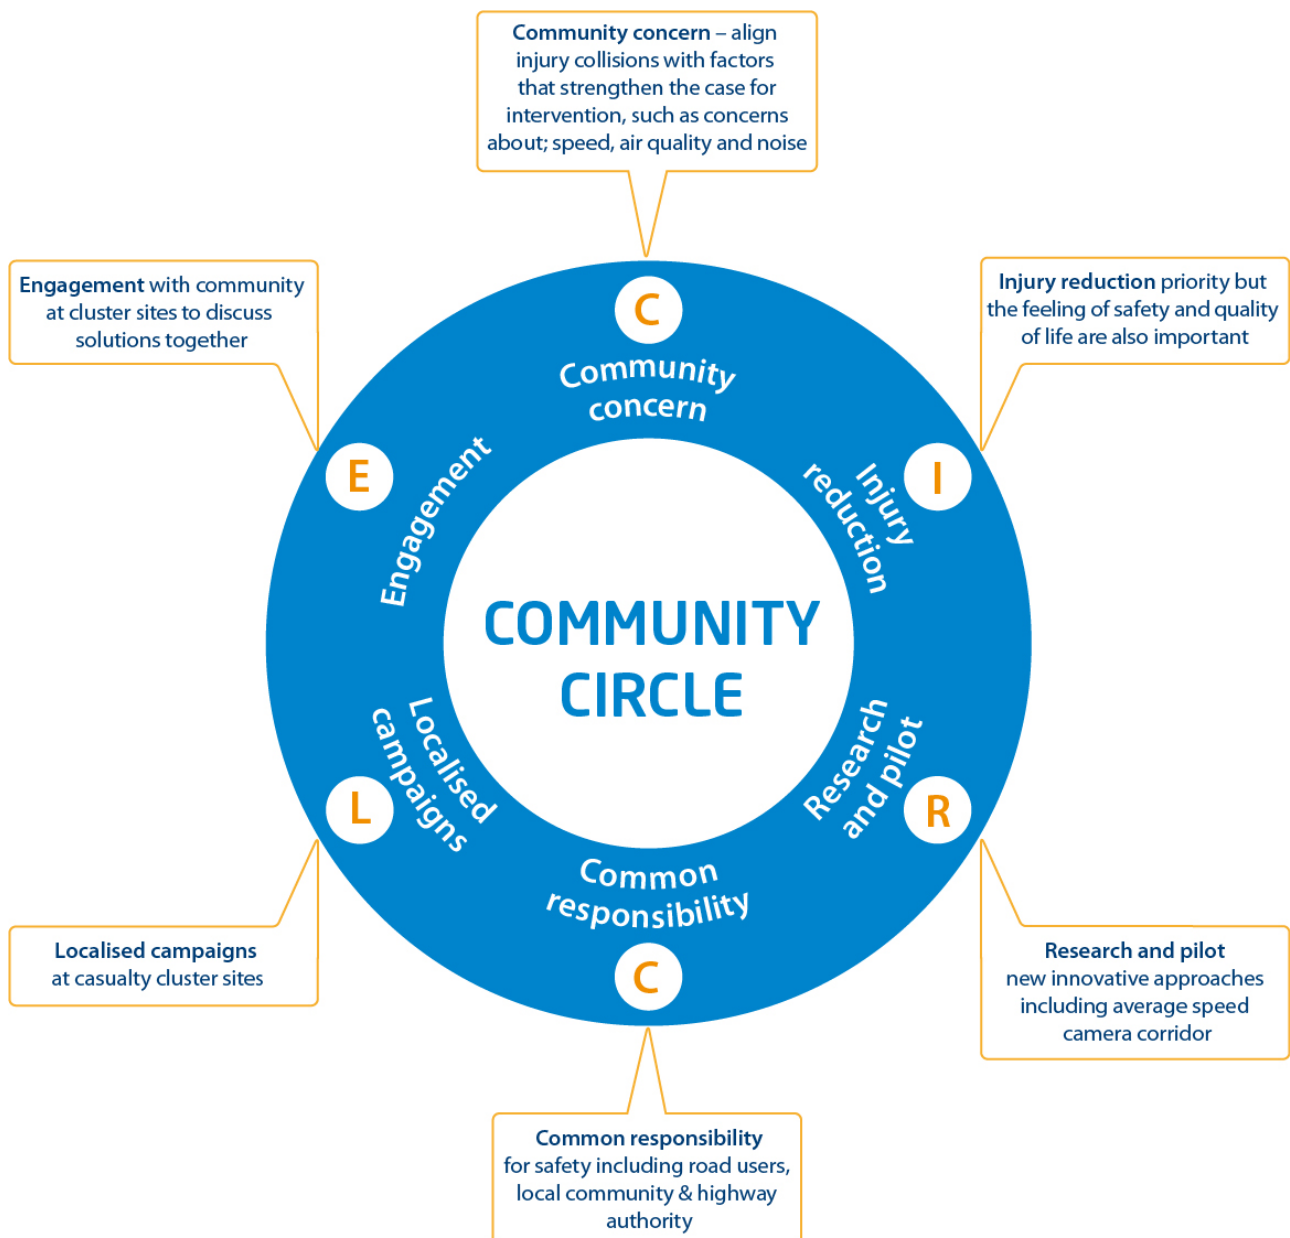 Community concern – align
injury collisions with factors
that strengthen the case for
intervention, such as concerns
about; speed, air quality and noise
Engagement with community
at cluster sites to discuss
solutions together
Injury reduction priority but
the feeling of safety and quality
of life are also important
C
Community
concern
E
Engagement
I
Injury
reduction
COMMUNITY
CIRCLE
L
Localised
campaigns
R
Research
and pilot
Common
responsibility
C
Localised campaigns
at casualty cluster sites
Research and pilot
new innovative approaches
including average speed
camera corridor
Common responsibility
for safety including road users,
local community & highway
authority